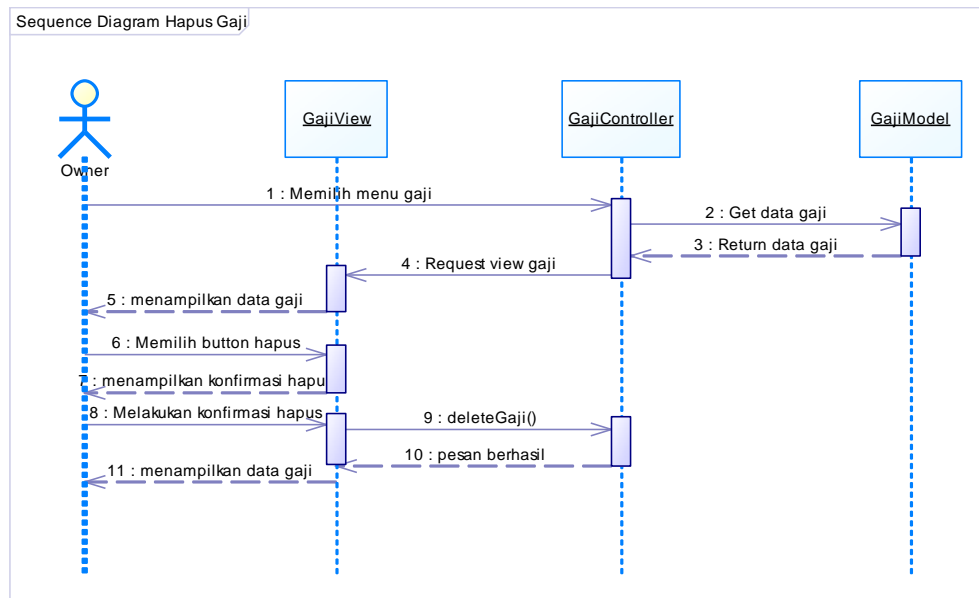 Sequence Diagram Hapus Gaji
Owner
GajiView
GajiController
GajiModel
1 : Memilih menu gaji
2 : Get data gaji
3 : Return data gaji
4 : Request view gaji
5 : menampilkan data gaji
6 : Memilih button hapus
7 : menampilkan konfirmasi hapu
8 : Melakukan konfirmasi hapus
9 : deleteGaji()
10 : pesan berhasil
11 : menampilkan data gaji